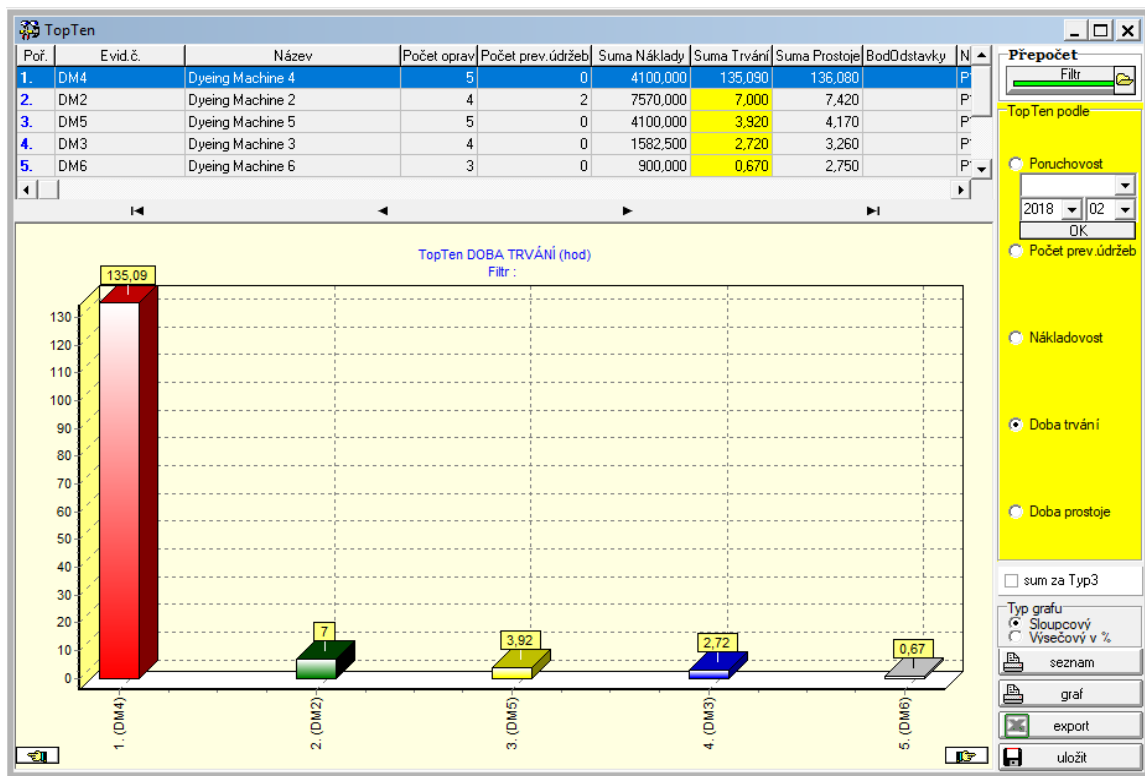 TopTen
Poř. Evid.č. Název Počet oprav Počet prev.údržeb Suma Náklady Suma Trvání Suma Prostoje BodOdstavky N
1. DM4 Dyeing Machine 4 5 0 4100,000 135,090 136,080 P
2. DM2 Dyeing Machine 2 4 2 7570,000 7,000 7,420 P
3. DM5 Dyeing Machine 5 5 0 4100,000 3,920 4,170 P
4. DM3 Dyeing Machine 3 4 0 1582,500 2,720 3,260 P
5. DM6 Dyeing Machine 6 3 0 900,000 0,670 2,750 P
TopTen DOBA TRVÁNÍ (hod)
Filtr :
135,09
7
3,92
2,72
0,67
130
120
110
100
90
80
70
60
50
40
30
20
10
0
1. (DM4)
2. (DM2)
3. (DM5)
4. (DM3)
5. (DM6)
Přepočet
Filtr
TopTen podle
Poruchovost
2018 02
OK
Počet prev.údržeb
Nákladovost
Doba trvání
Doba prostoje
sum za Typ3
Typ grafu
Sloupcový
Výsečový v %
seznam
graf
export
uložit